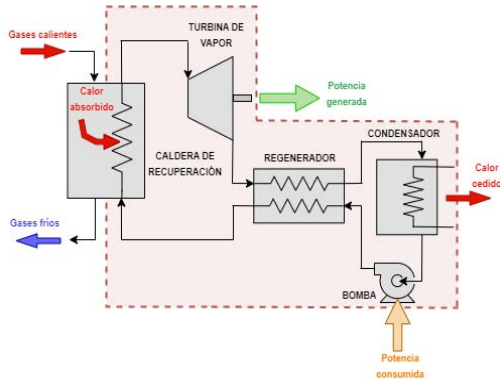 Gases calientes
TURBINA DE
VAPOR
Calor
absorbido
Potencia
generada
CALDERA DE
RECUPERACIÓN
REGENERADOR
CONDENSADOR
Calor
cedido
Gases fríos
BOMBA
Potencia
consumida